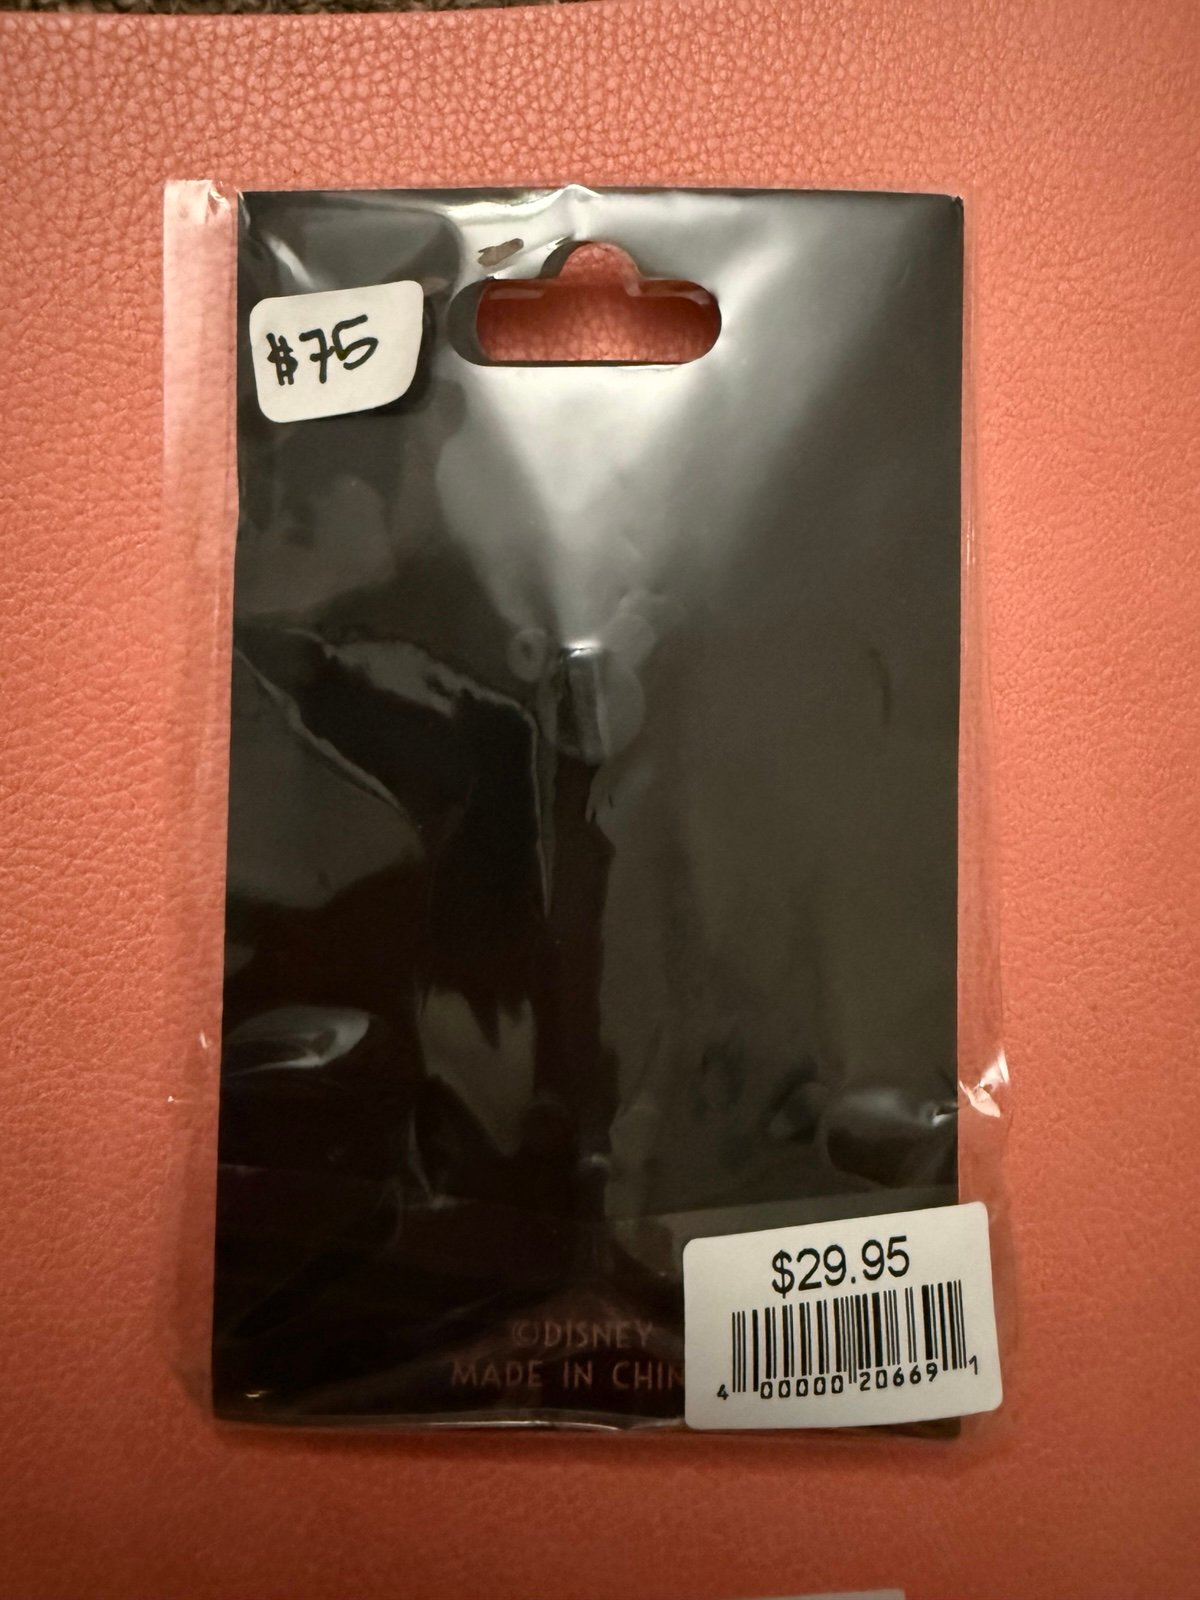 $75
$29.95
4 00000 20669 1
©DISNEY
MADE IN CHIN